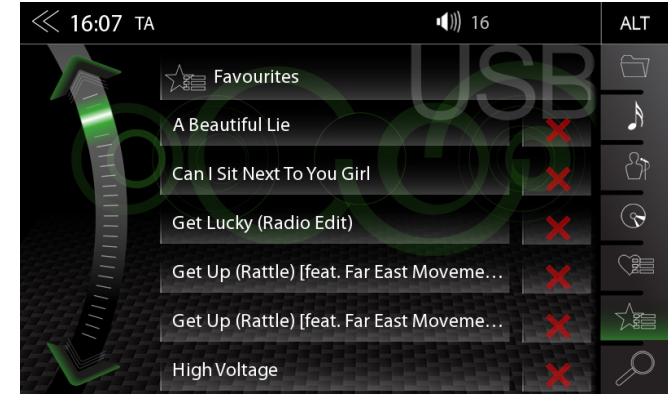 16:07 TA 16 ALT
USB
Favourites
A Beautiful Lie
Can I Sit Next To You Girl
Get Lucky (Radio Edit)
Get Up (Rattle) [feat. Far East Moveme...
Get Up (Rattle) [feat. Far East Moveme...
High Voltage